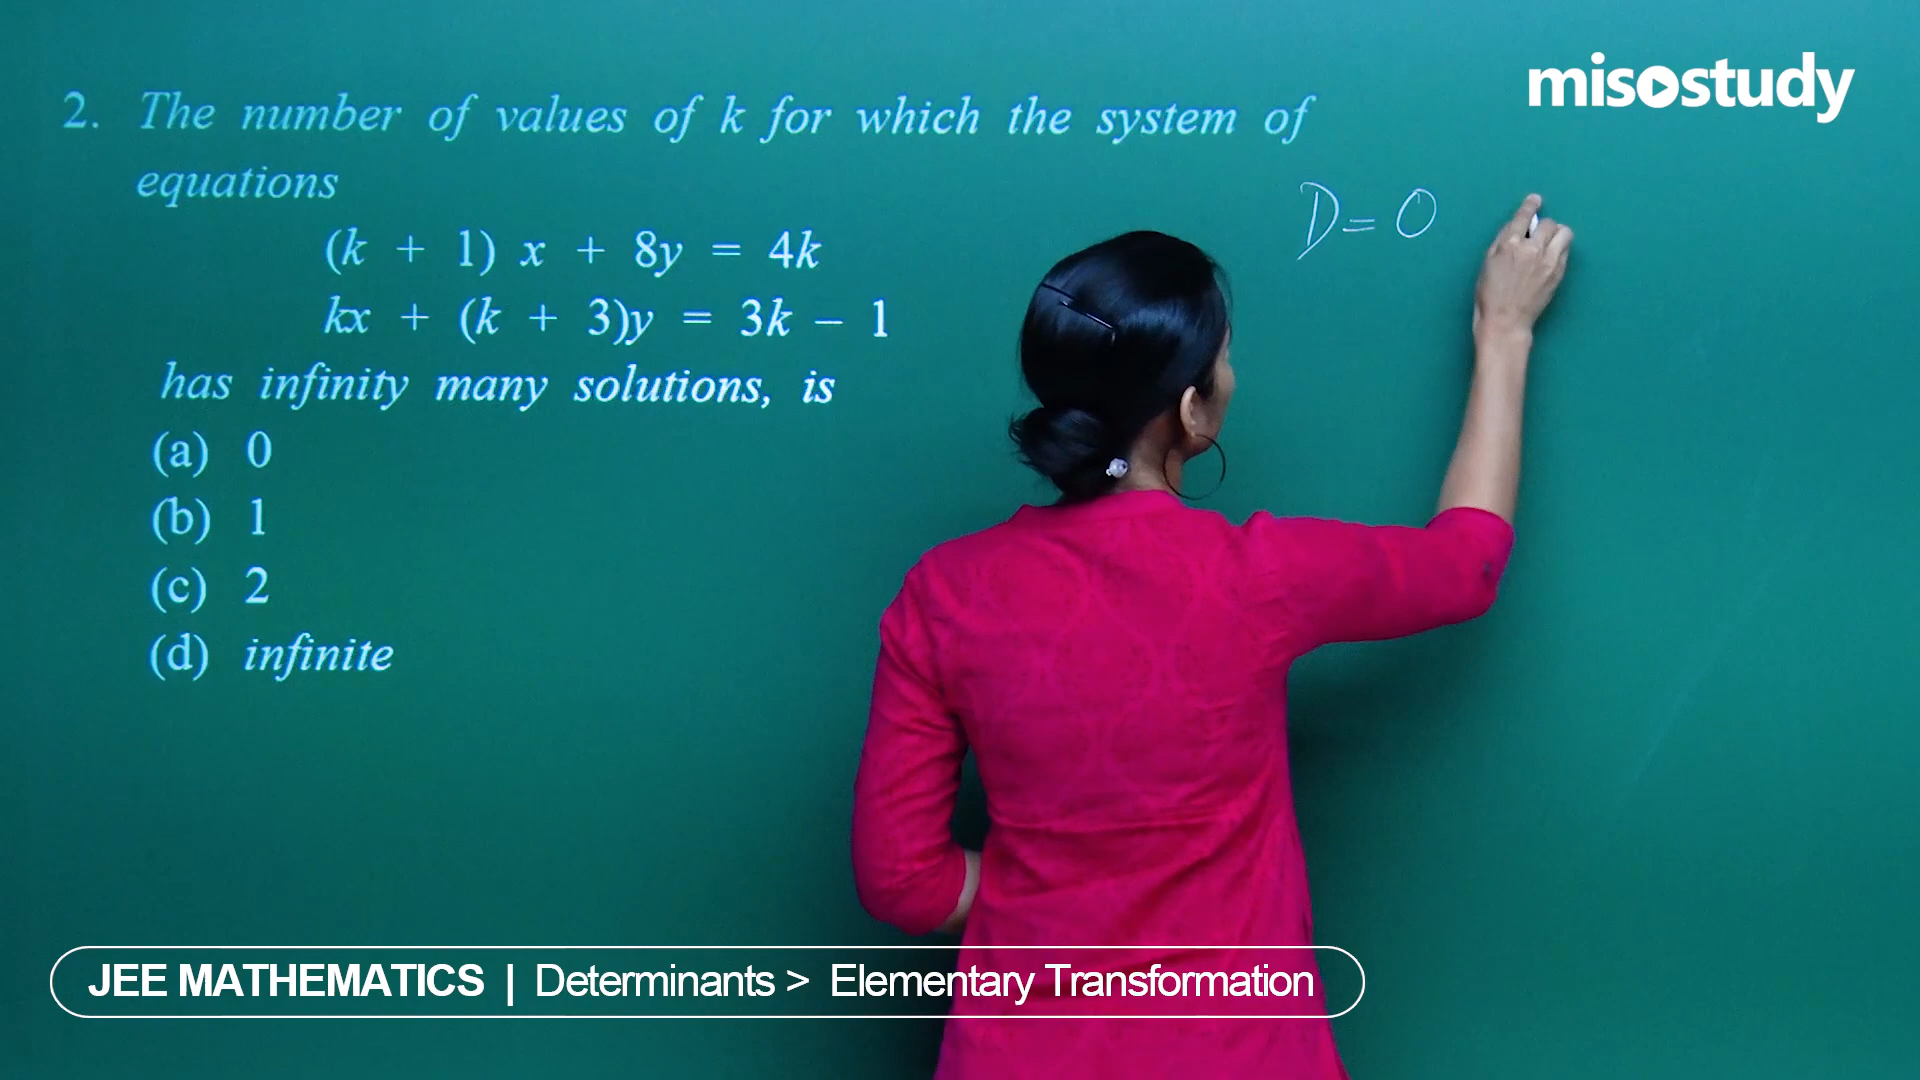 misostudy
2. The number of values of k for which the system of
equations
(k + 1) x + 8y = 4k
kx + (k + 3)y = 3k – 1
has infinity many solutions, is
(a) 0
(b) 1
(c) 2
(d) infinite
D = 0
JEE MATHEMATICS | Determinants > Elementary Transformation